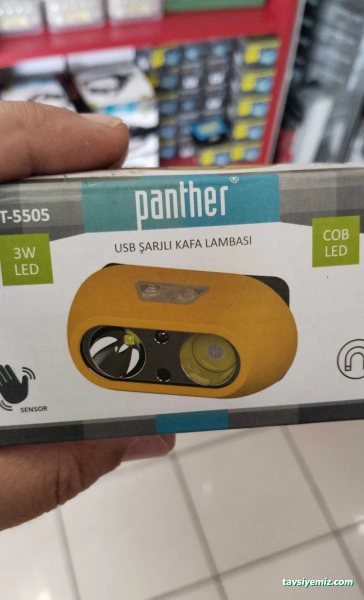 T-5505
panther®
3W
LED
USB ŞARJLI KAFA LAMBASI
COB
LED
SENSOR
tavsiyemiz.com